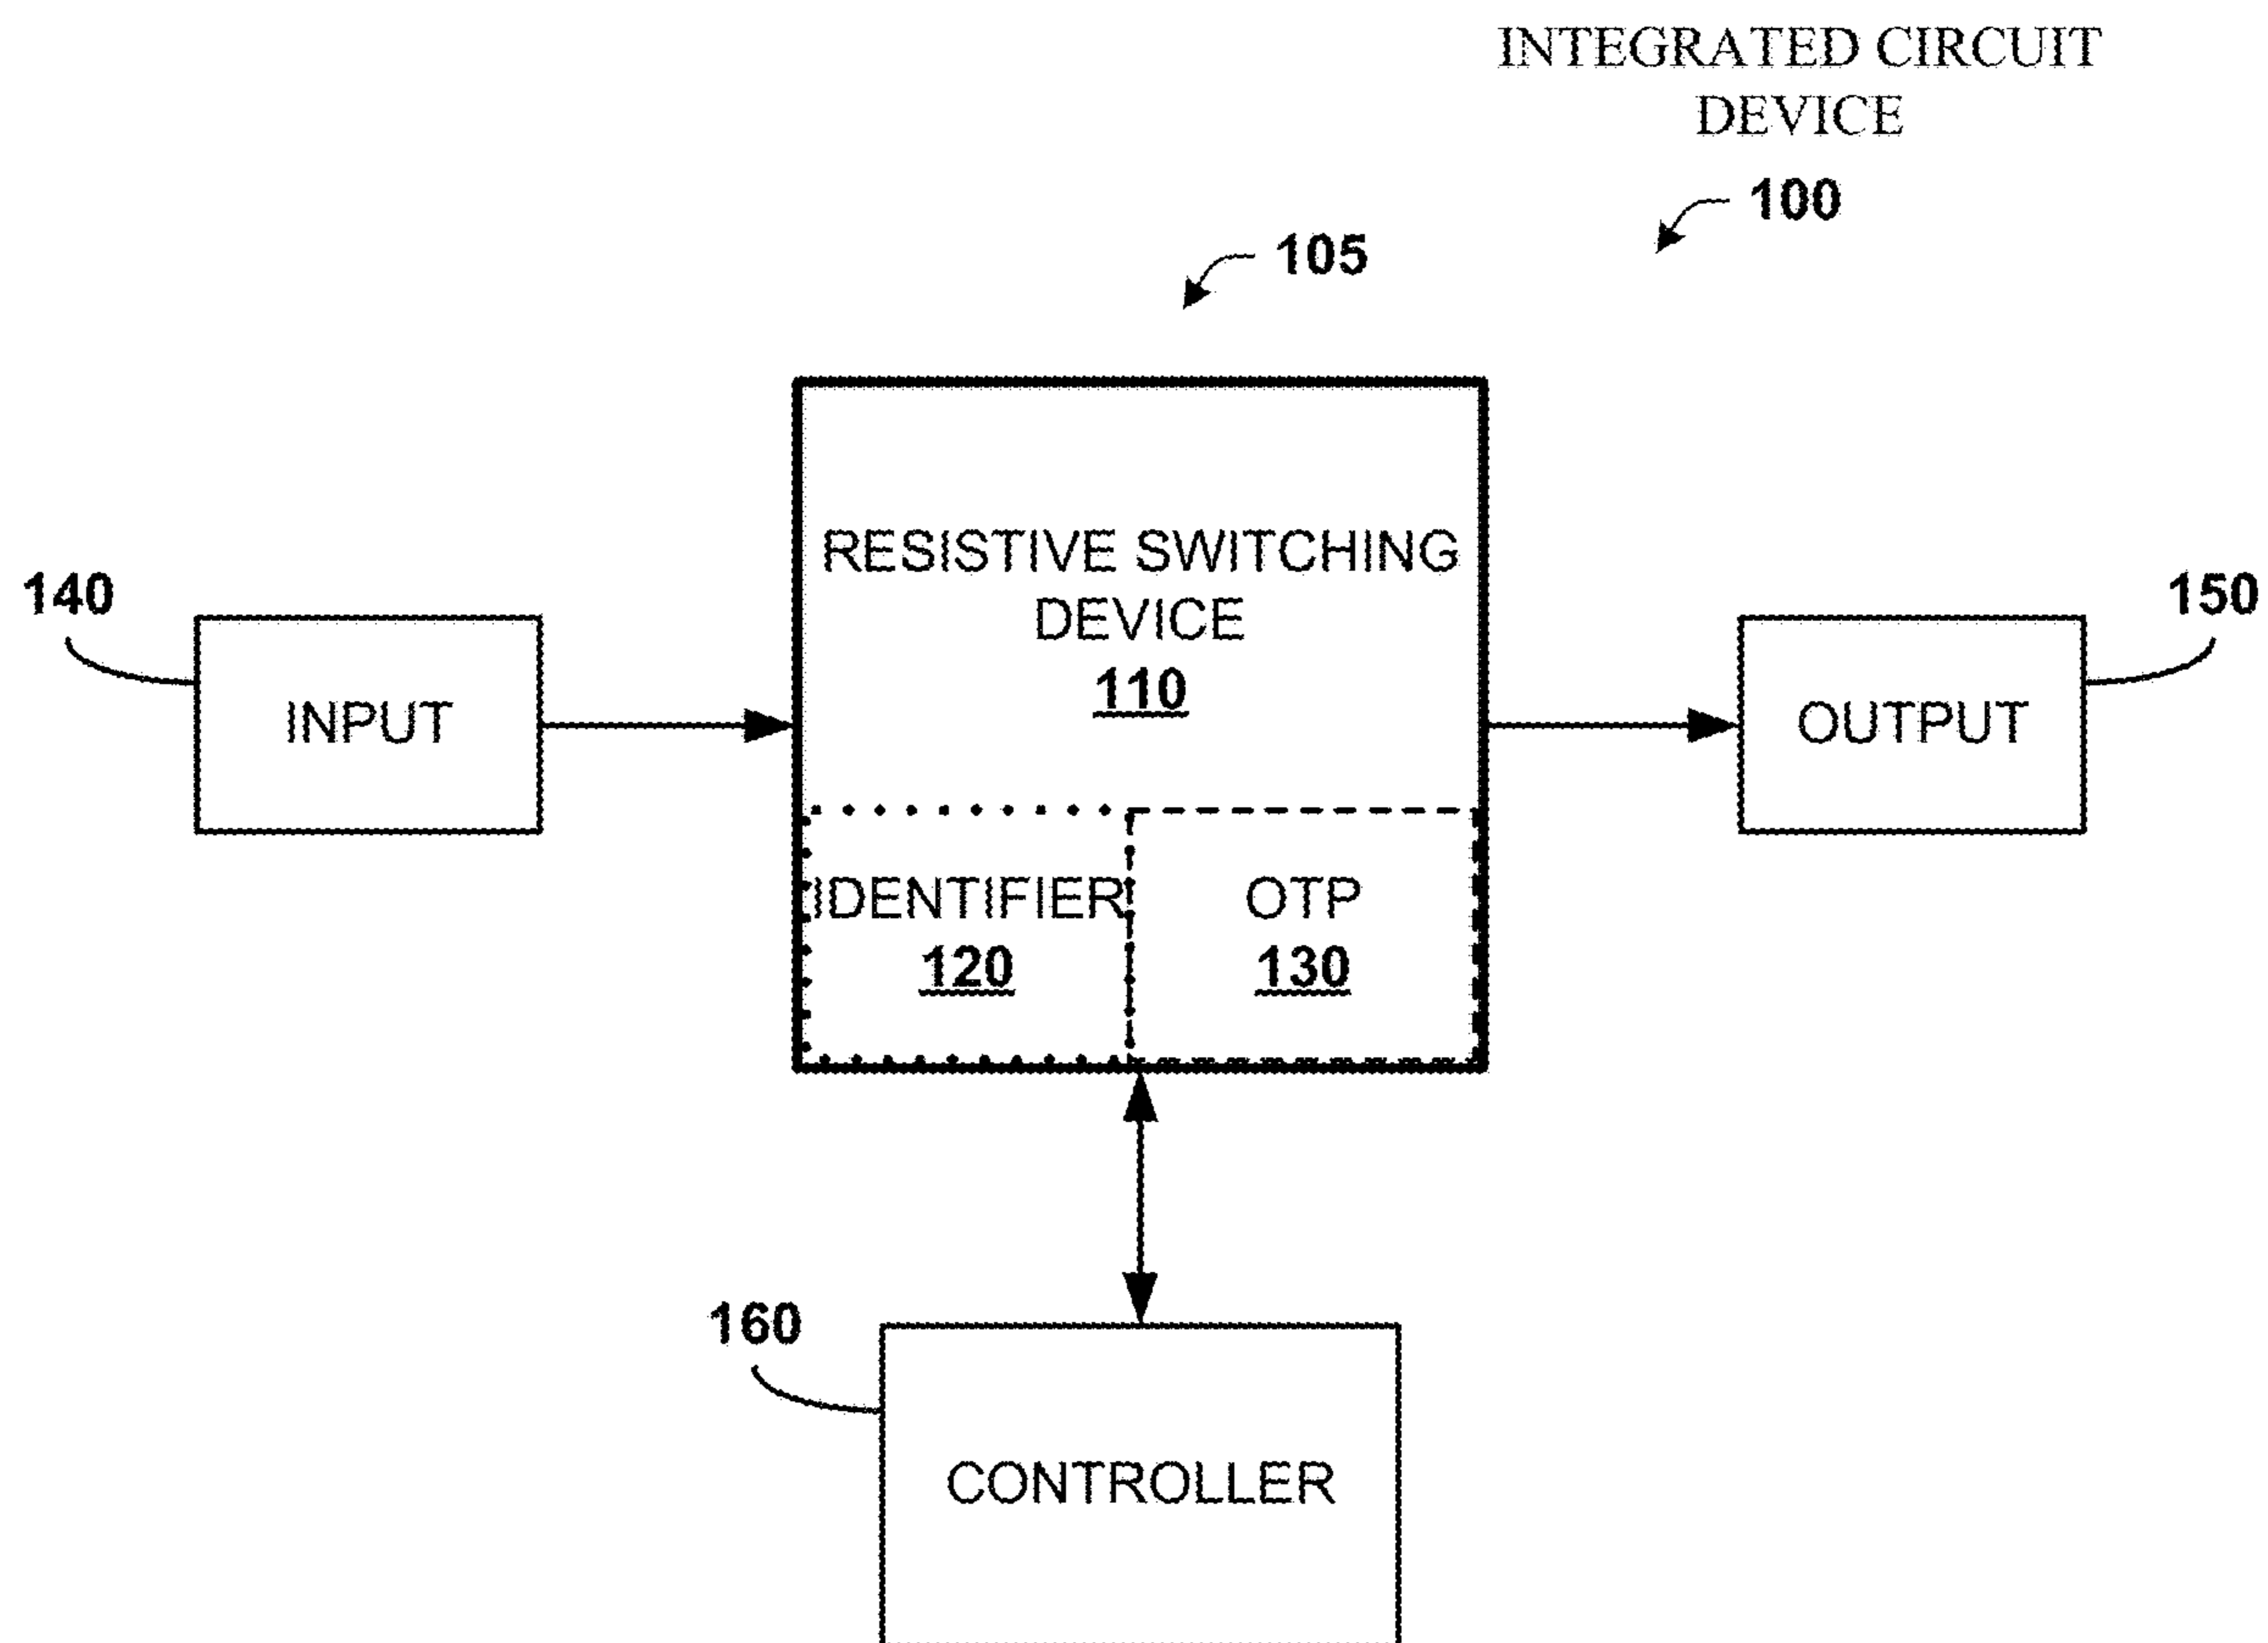 INTEGRATED CIRCUIT
DEVICE
100
105
RESISTIVE SWITCHING
DEVICE
110
140
INPUT
150
OUTPUT
IDENTIFIER
120
OTP
130
160
CONTROLLER